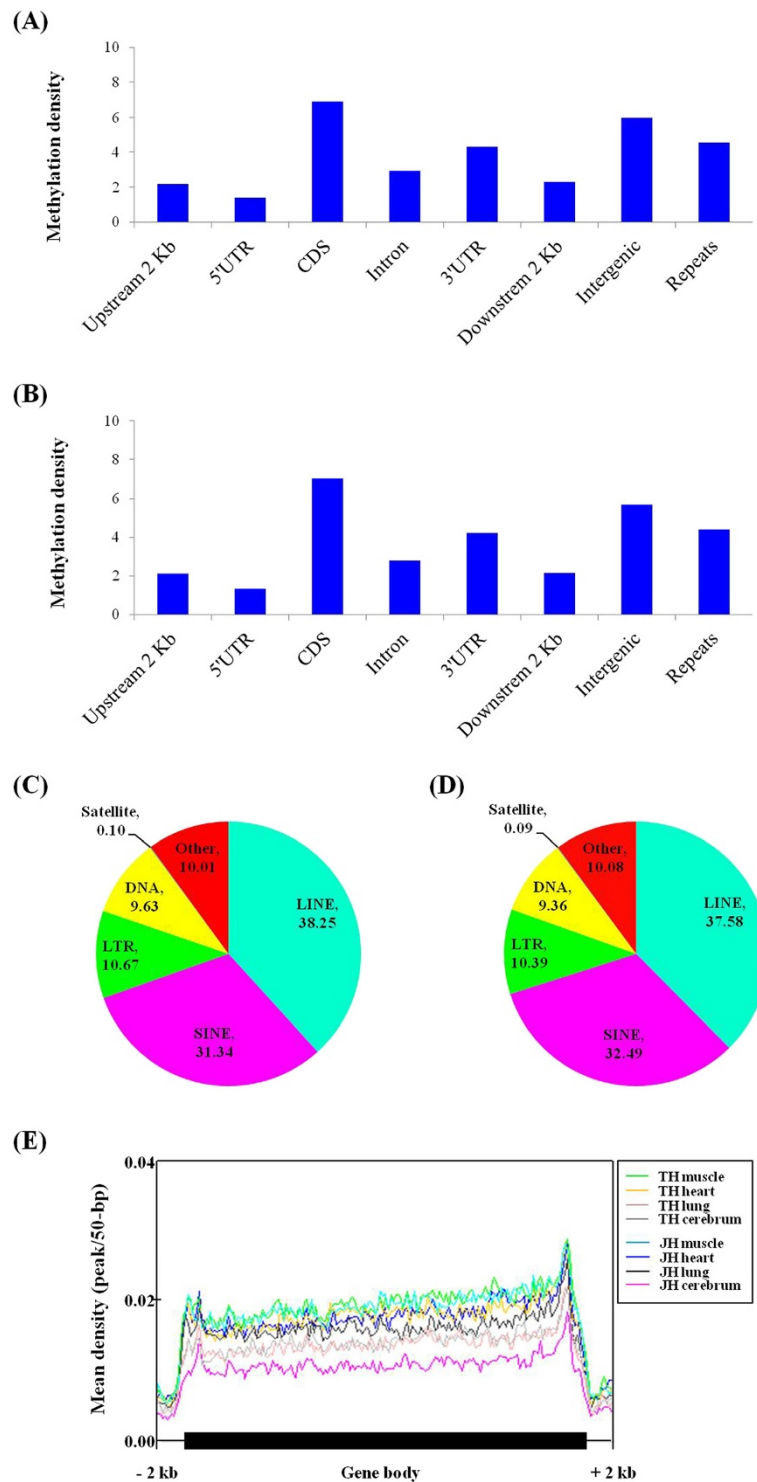 (A)
Methylation density
10
8
6
4
2
0
Upstream 2 Kb
5'UTR
CDS
Intron
3'UTR
Downstrem 2 Kb
Intergenic
Repeats
(B)
Methylation density
10
8
6
4
2
0
Upstream 2 Kb
5'UTR
CDS
Intron
3'UTR
Downstrem 2 Kb
Intergenic
Repeats
(C)
Satellite,
0.10
Other,
10.01
DNA,
9.63
LINE,
38.25
LTR,
10.67
SINE,
31.34
(D)
Satellite,
0.09
Other,
10.08
DNA,
9.36
LINE,
37.58
LTR,
10.39
SINE,
32.49
(E)
Mean density (peak/50-bp)
0.04
0.02
0.00
- 2 kb
Gene body
+ 2 kb
TH muscle
TH heart
TH lung
TH cerebrum
JH muscle
JH heart
JH lung
JH cerebrum